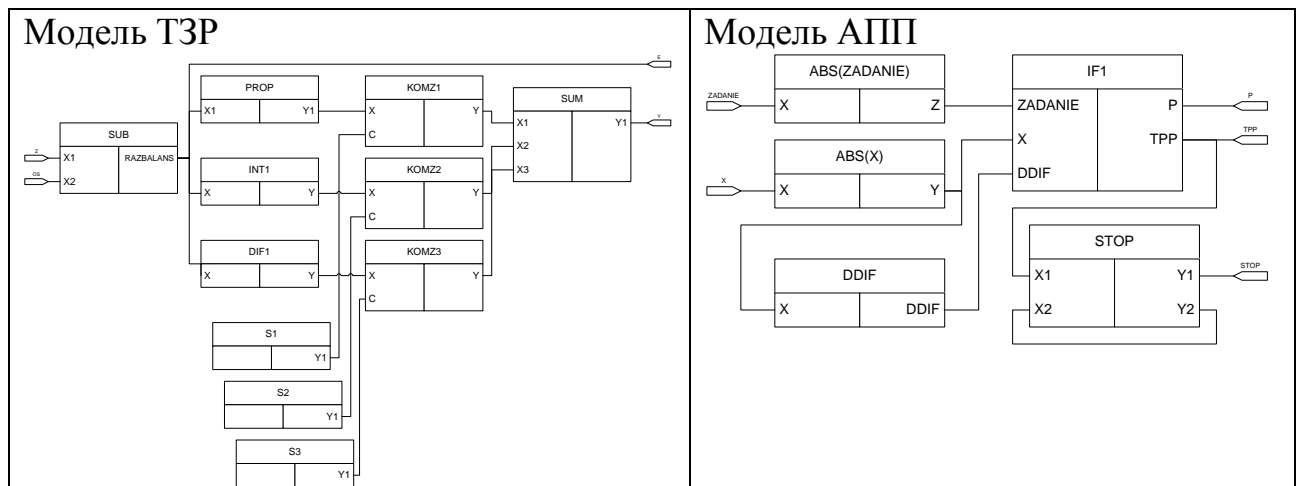 Модель ТЗР
E
PROP
X1 Y1
KOMZ1
X Y
C
SUM
X1 Y1
X2
X3
Y
SUB
Z
X1 RAZBALANS
OS
X2
INT1
X Y
KOMZ2
X Y
C
DIF1
X Y
KOMZ3
X Y
C
S1
Y1
S2
Y1
S3
Y1
Модель АПП
ABS(ZADANIE)
ZADANIE
X Z
IF1
ZADANIE P
X TPP
DDIF
P
TPP
ABS(X)
X
X Y
DDIF
X DDIF
STOP
X1 Y1
X2 Y2
STOP